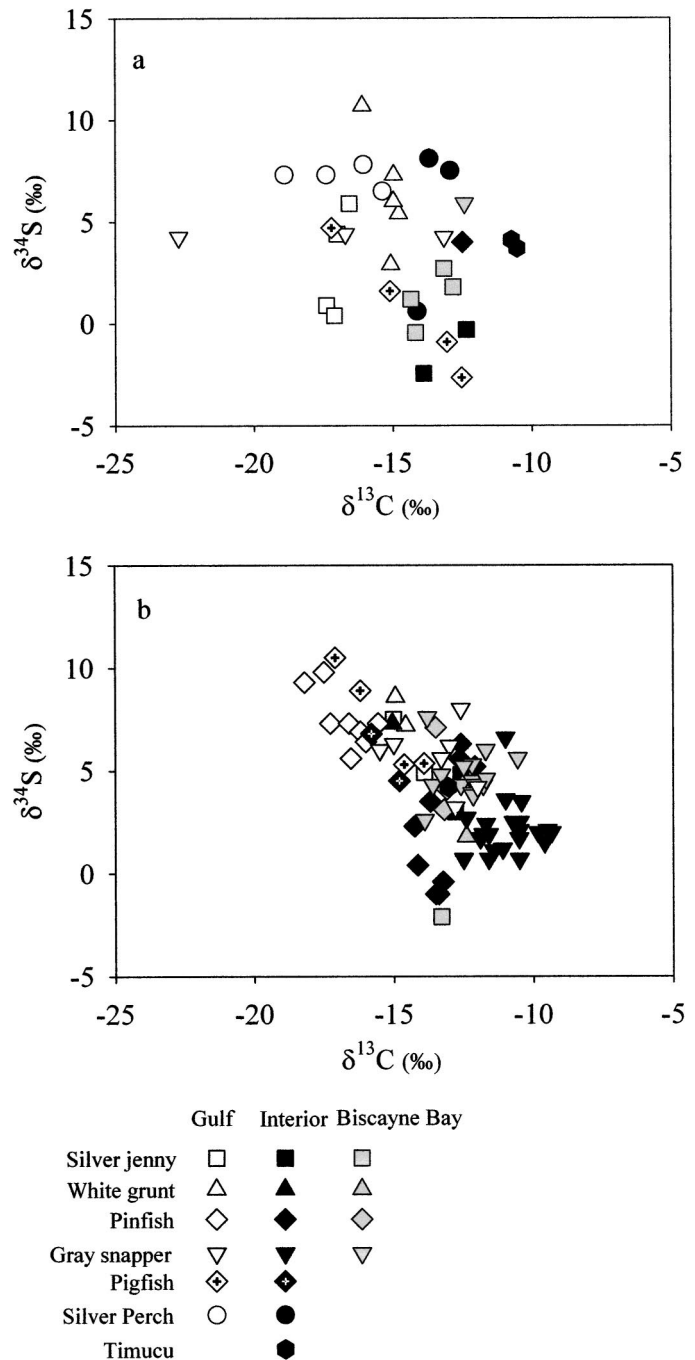 15
a
10
5
0
-5
δ³⁴S (‰)
-25 -20 -15 -10 -5
δ¹³C (‰)
15
b
10
5
0
-5
δ³⁴S (‰)
-25 -20 -15 -10 -5
δ¹³C (‰)
Gulf Interior Biscayne Bay
Silver jenny
White grunt
Pinfish
Gray snapper
Pigfish
Silver Perch
Timucu